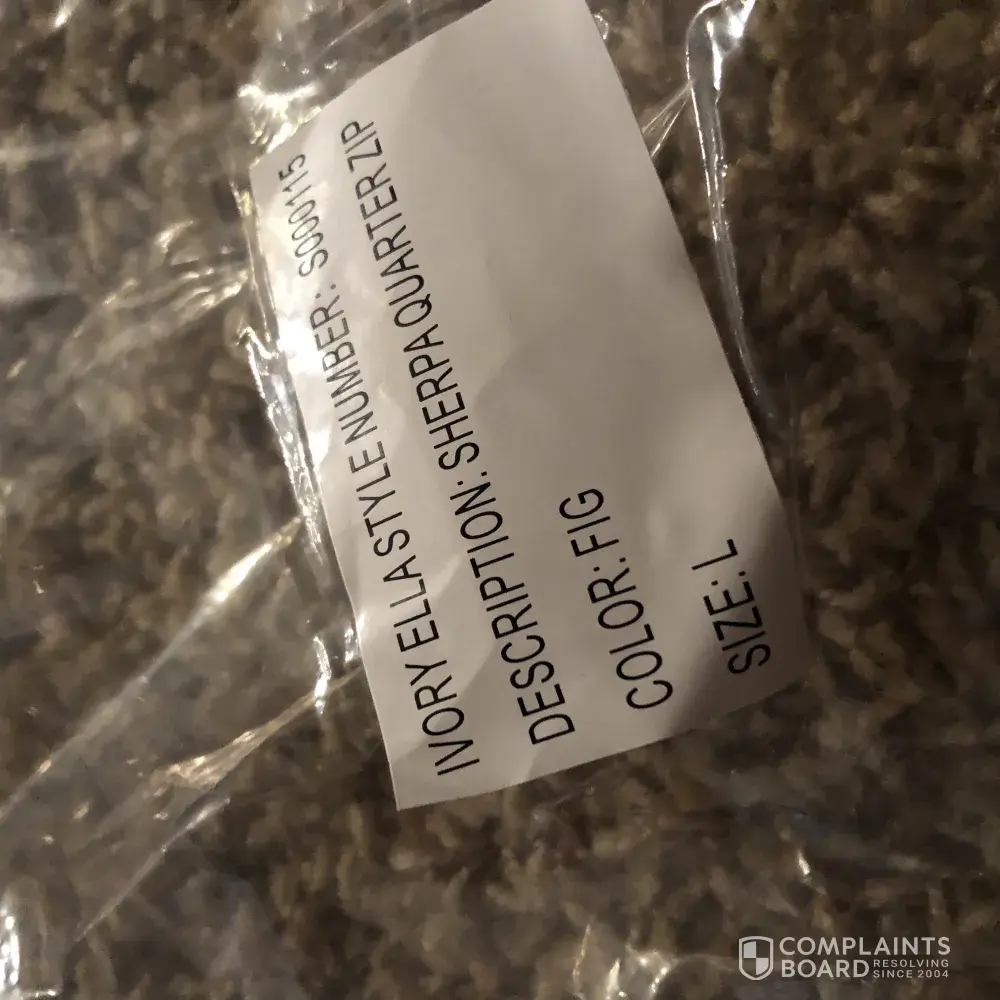 IVORY ELLA STYLE NUMBER: S000115
DESCRIPTION: SHERPA QUARTER ZIP
COLOR: FIG
SIZE: L
COMPLAINTS
BOARD RESOLVING
SINCE 2004